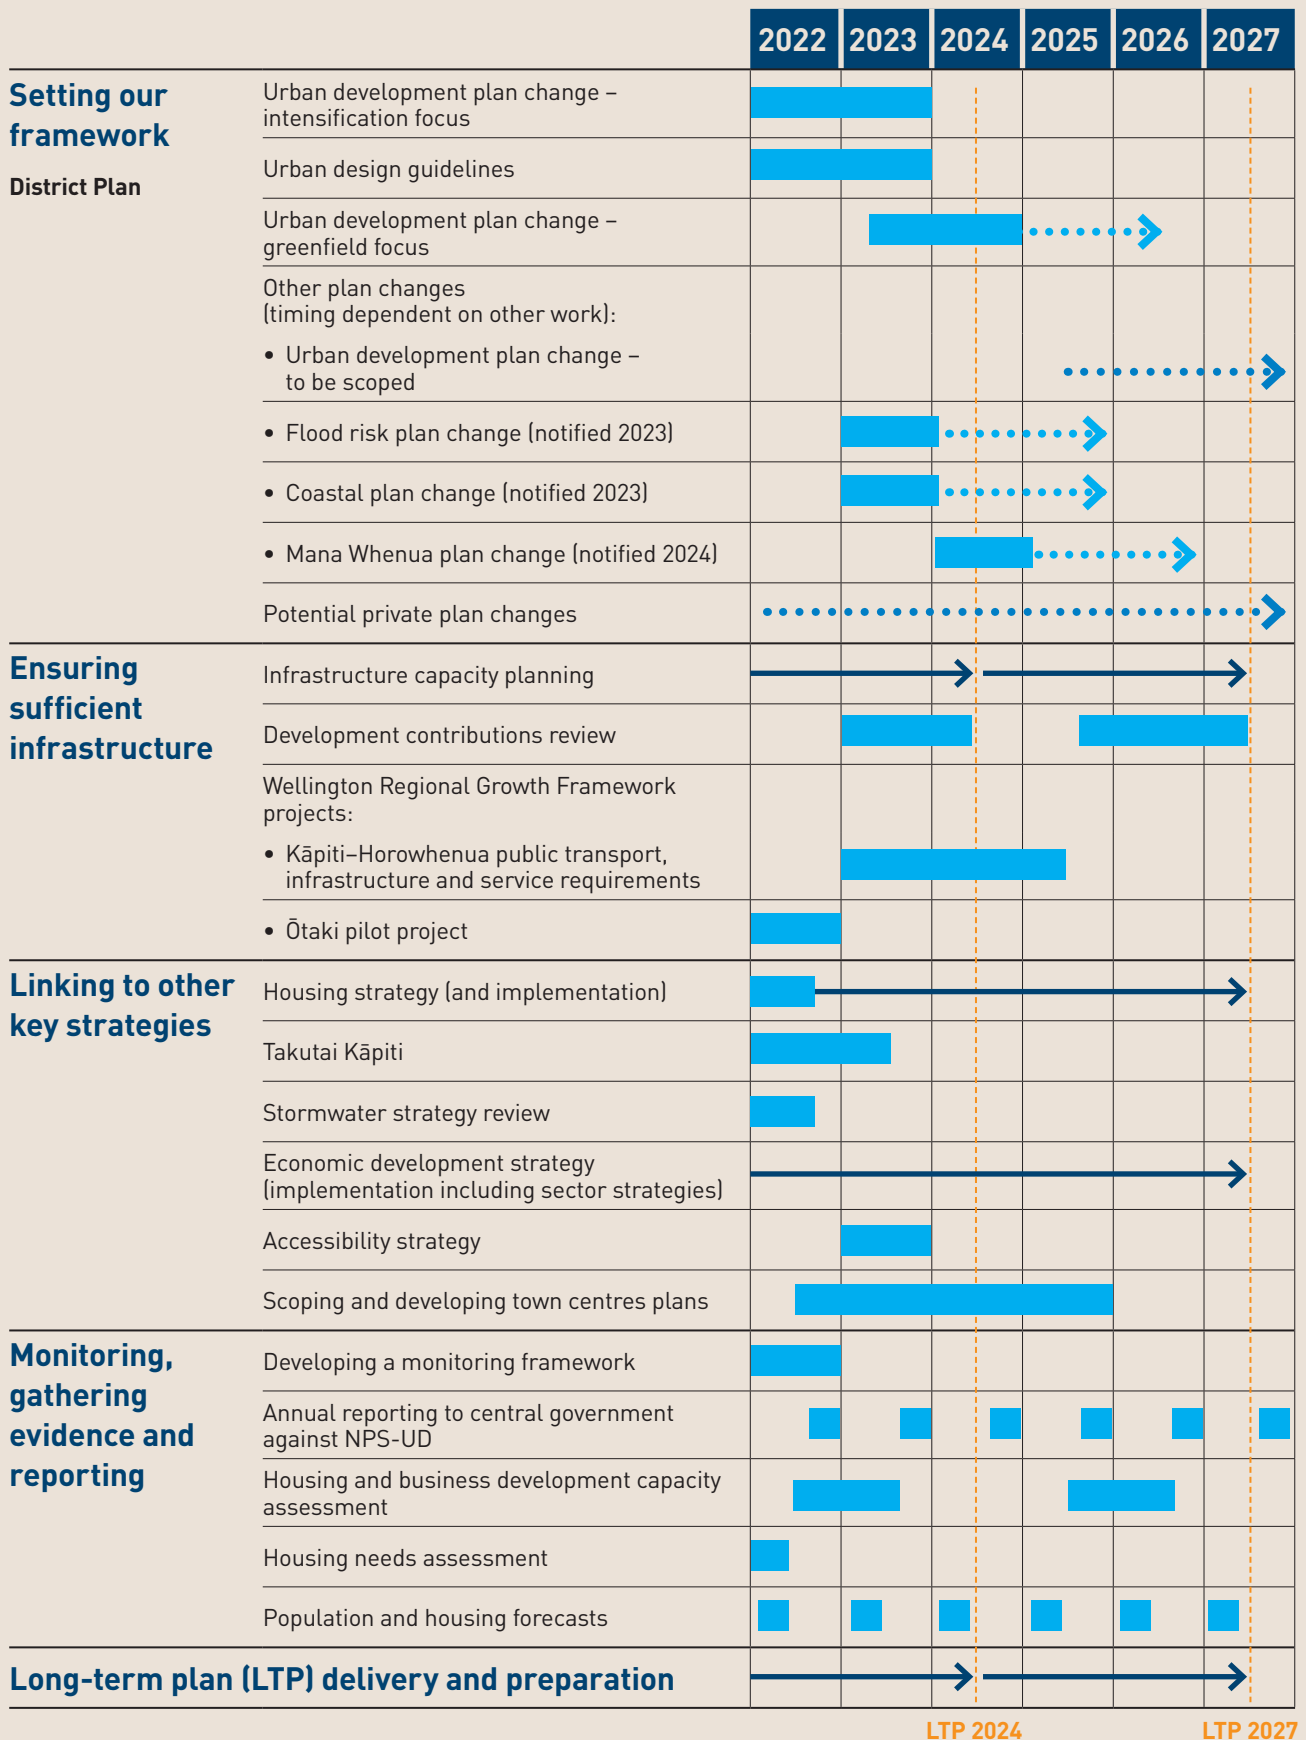 2022 2023 2024 2025 2026 2027
Setting our
framework
District Plan
Urban development plan change –
intensification focus
Urban design guidelines
Urban development plan change –
greenfield focus
Other plan changes
(timing dependent on other work):
• Urban development plan change –
to be scoped
• Flood risk plan change (notified 2023)
• Coastal plan change (notified 2023)
• Mana Whenua plan change (notified 2024)
Potential private plan changes
Ensuring
sufficient
infrastructure
Infrastructure capacity planning
Development contributions review
Wellington Regional Growth Framework
projects:
• Kāpiti–Horowhenua public transport,
infrastructure and service requirements
• Ōtaki pilot project
Linking to other
key strategies
Housing strategy (and implementation)
Takutai Kāpiti
Stormwater strategy review
Economic development strategy
(implementation including sector strategies)
Accessibility strategy
Scoping and developing town centres plans
Monitoring,
gathering
evidence and
reporting
Developing a monitoring framework
Annual reporting to central government
against NPS-UD
Housing and business development capacity
assessment
Housing needs assessment
Population and housing forecasts
Long-term plan (LTP) delivery and preparation
LTP 2024 LTP 2027